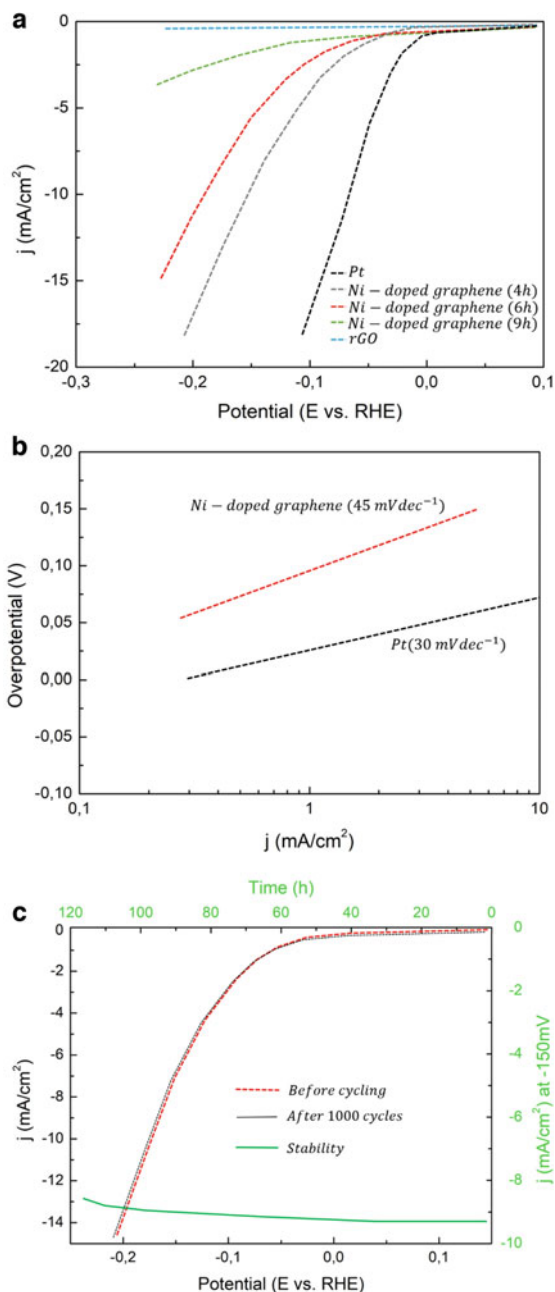 a
0
-5
-10
-15
-20
j (mA/cm²)
Pt
Ni − doped graphene (4h)
Ni − doped graphene (6h)
Ni − doped graphene (9h)
rGO
-0,3 -0,2 -0,1 0,0 0,1
Potential (E vs. RHE)
b
0,20
0,15
0,10
0,05
0,00
-0,05
-0,10
Overpotential (V)
Ni − doped graphene (45 mVdec⁻¹)
Pt(30 mVdec⁻¹)
0,1 1 10
j (mA/cm²)
c
Time (h)
120 100 80 60 40 20 0
0
-2
-4
-6
-8
-10
-12
-14
j (mA/cm²)
Before cycling
After 1000 cycles
Stability
0
-2
-4
-6
-8
-10
j (mA/cm²) at -150mV
-0,2 -0,1 0,0 0,1
Potential (E vs. RHE)